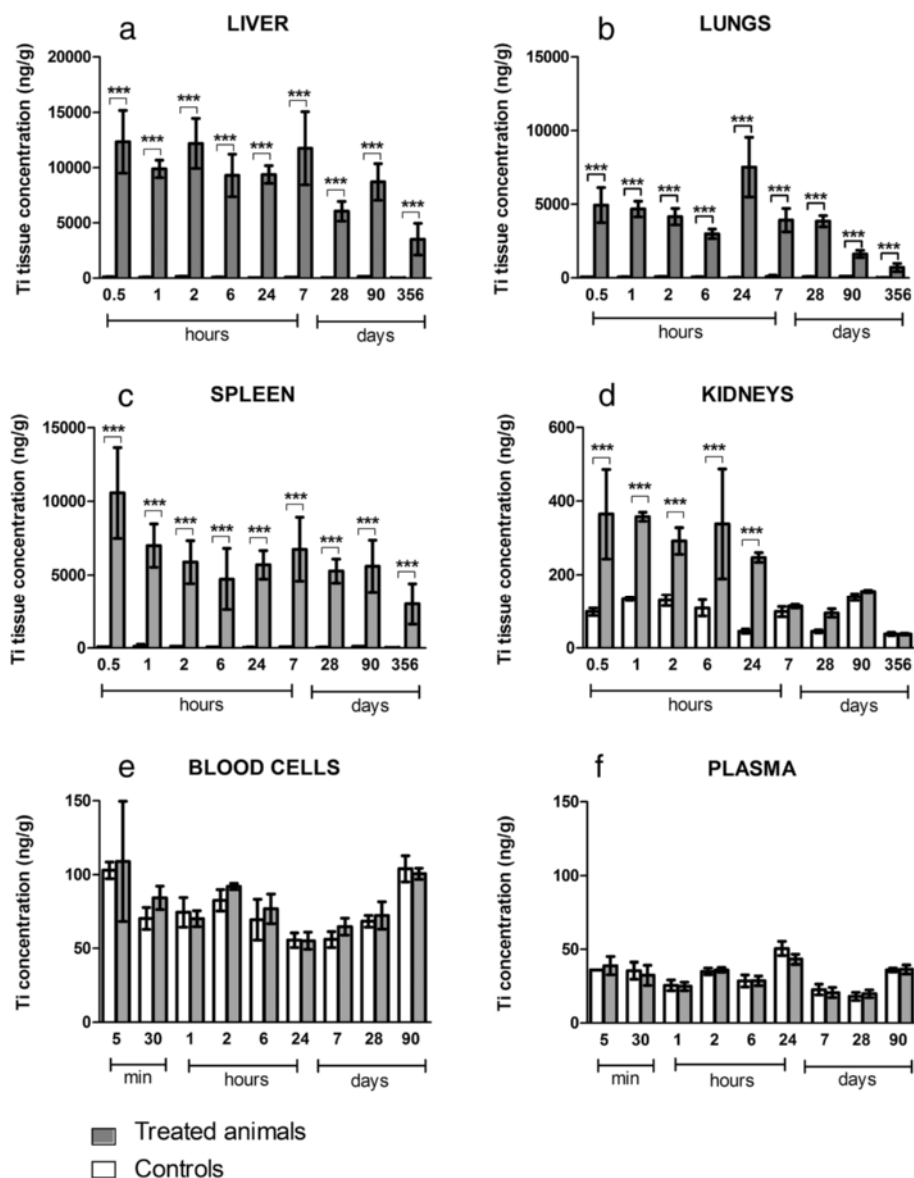 a LIVER
Ti tissue concentration (ng/g)
20000
15000
10000
5000
0
*** *** *** *** *** *** *** *** ***
0.5 1 2 6 24 7 28 90 356
hours days
b LUNGS
Ti tissue concentration (ng/g)
15000
10000
5000
0
*** *** *** *** *** *** *** *** ***
0.5 1 2 6 24 7 28 90 356
hours days
c SPLEEN
Ti tissue concentration (ng/g)
15000
10000
5000
0
*** *** *** *** *** *** *** *** ***
0.5 1 2 6 24 7 28 90 356
hours days
d KIDNEYS
Ti tissue concentration (ng/g)
600
400
200
0
*** *** *** *** ***
0.5 1 2 6 24 7 28 90 356
hours days
e BLOOD CELLS
Ti concentration (ng/g)
150
100
50
0
5 30 1 2 6 24 7 28 90
min hours days
f PLASMA
Ti concentration (ng/g)
150
100
50
0
5 30 1 2 6 24 7 28 90
min hours days
Treated animals
Controls